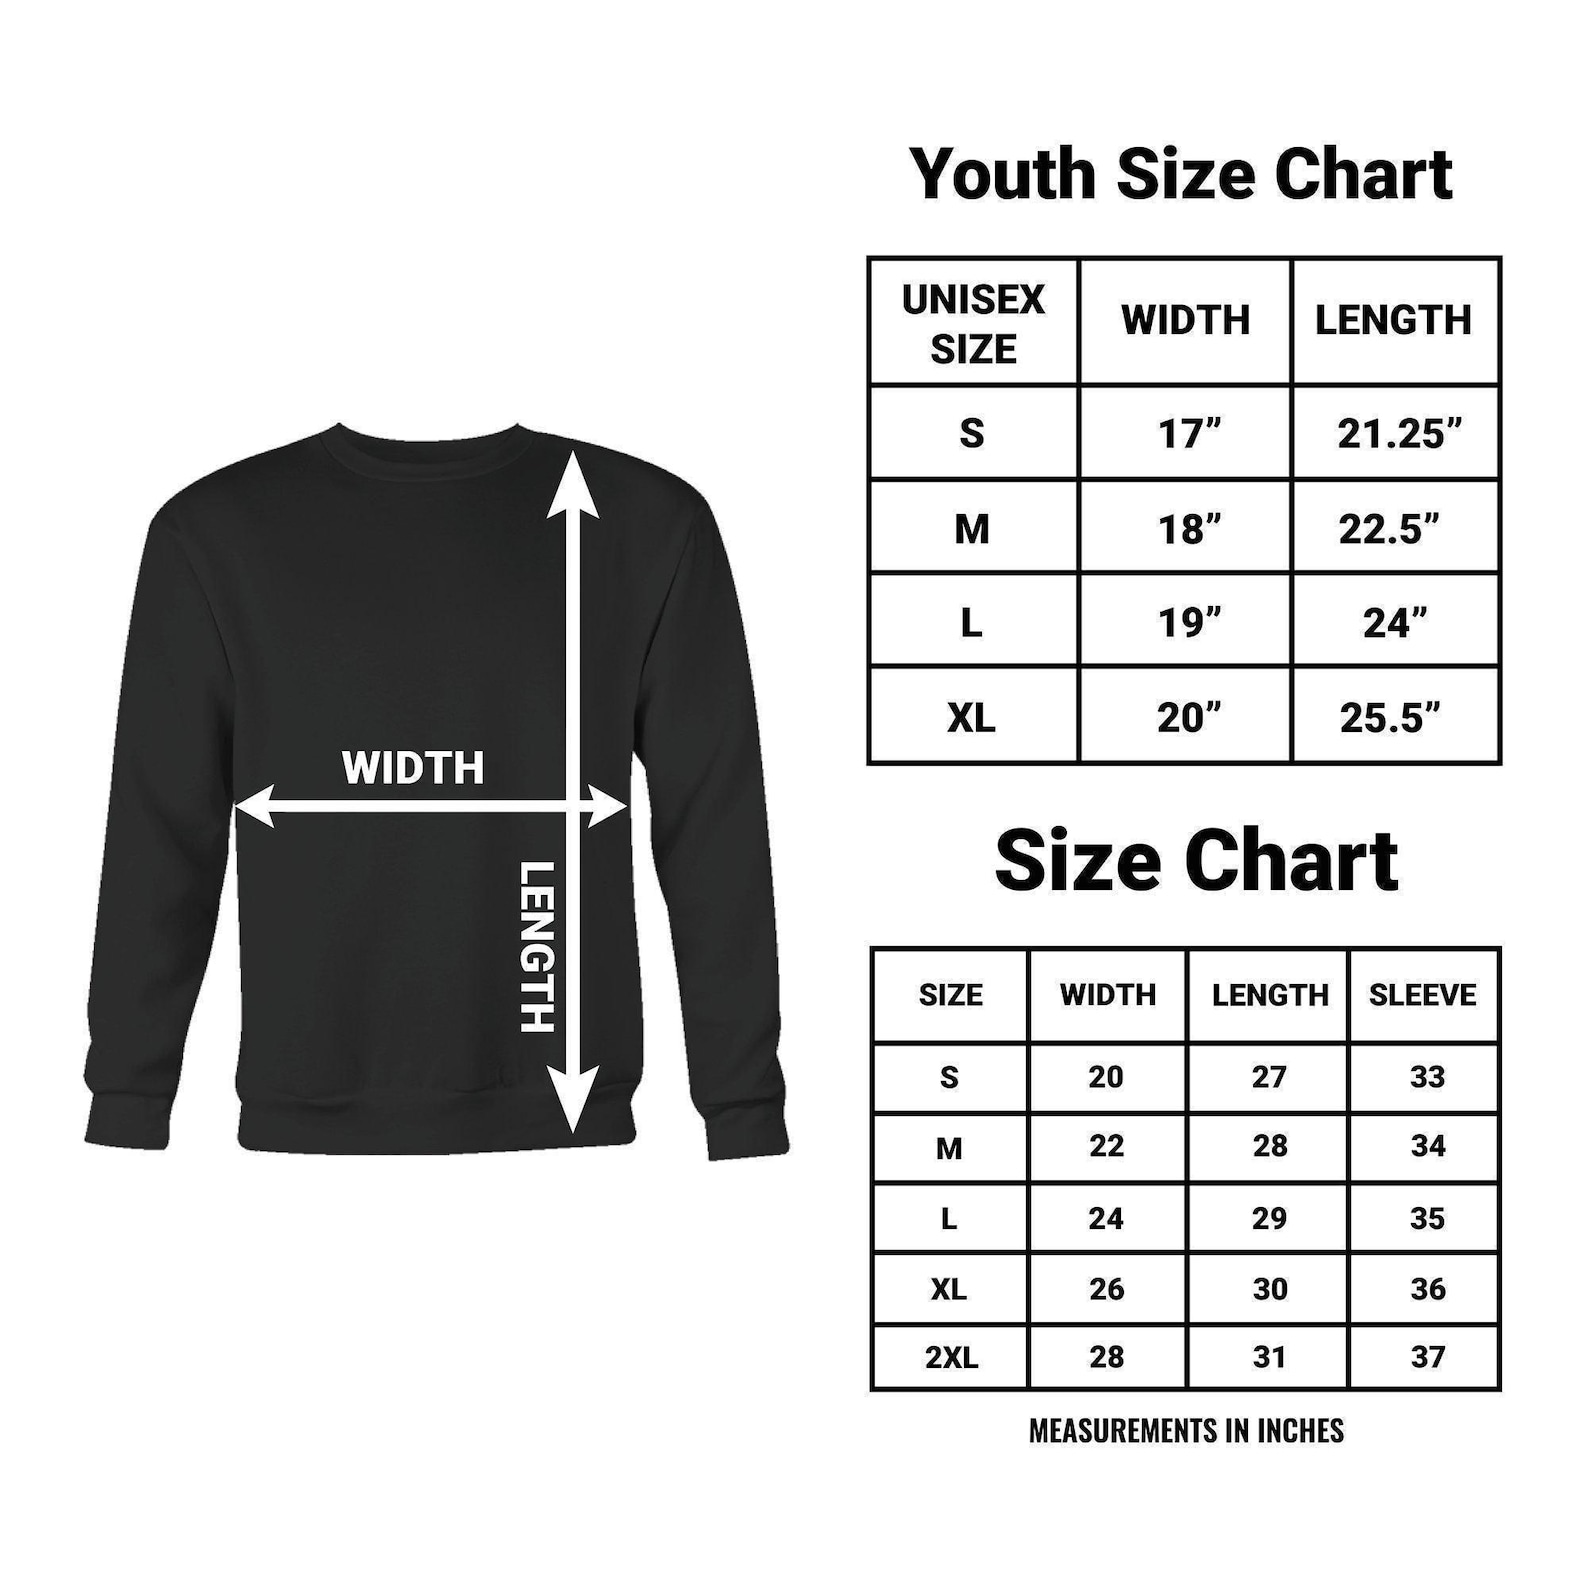 WIDTH
LENGTH
Youth Size Chart
UNISEX
SIZE
WIDTH
LENGTH
S 17” 21.25”
M 18” 22.5”
L 19” 24”
XL 20” 25.5”
Size Chart
SIZE WIDTH LENGTH SLEEVE
S 20 27 33
M 22 28 34
L 24 29 35
XL 26 30 36
2XL 28 31 37
MEASUREMENTS IN INCHES